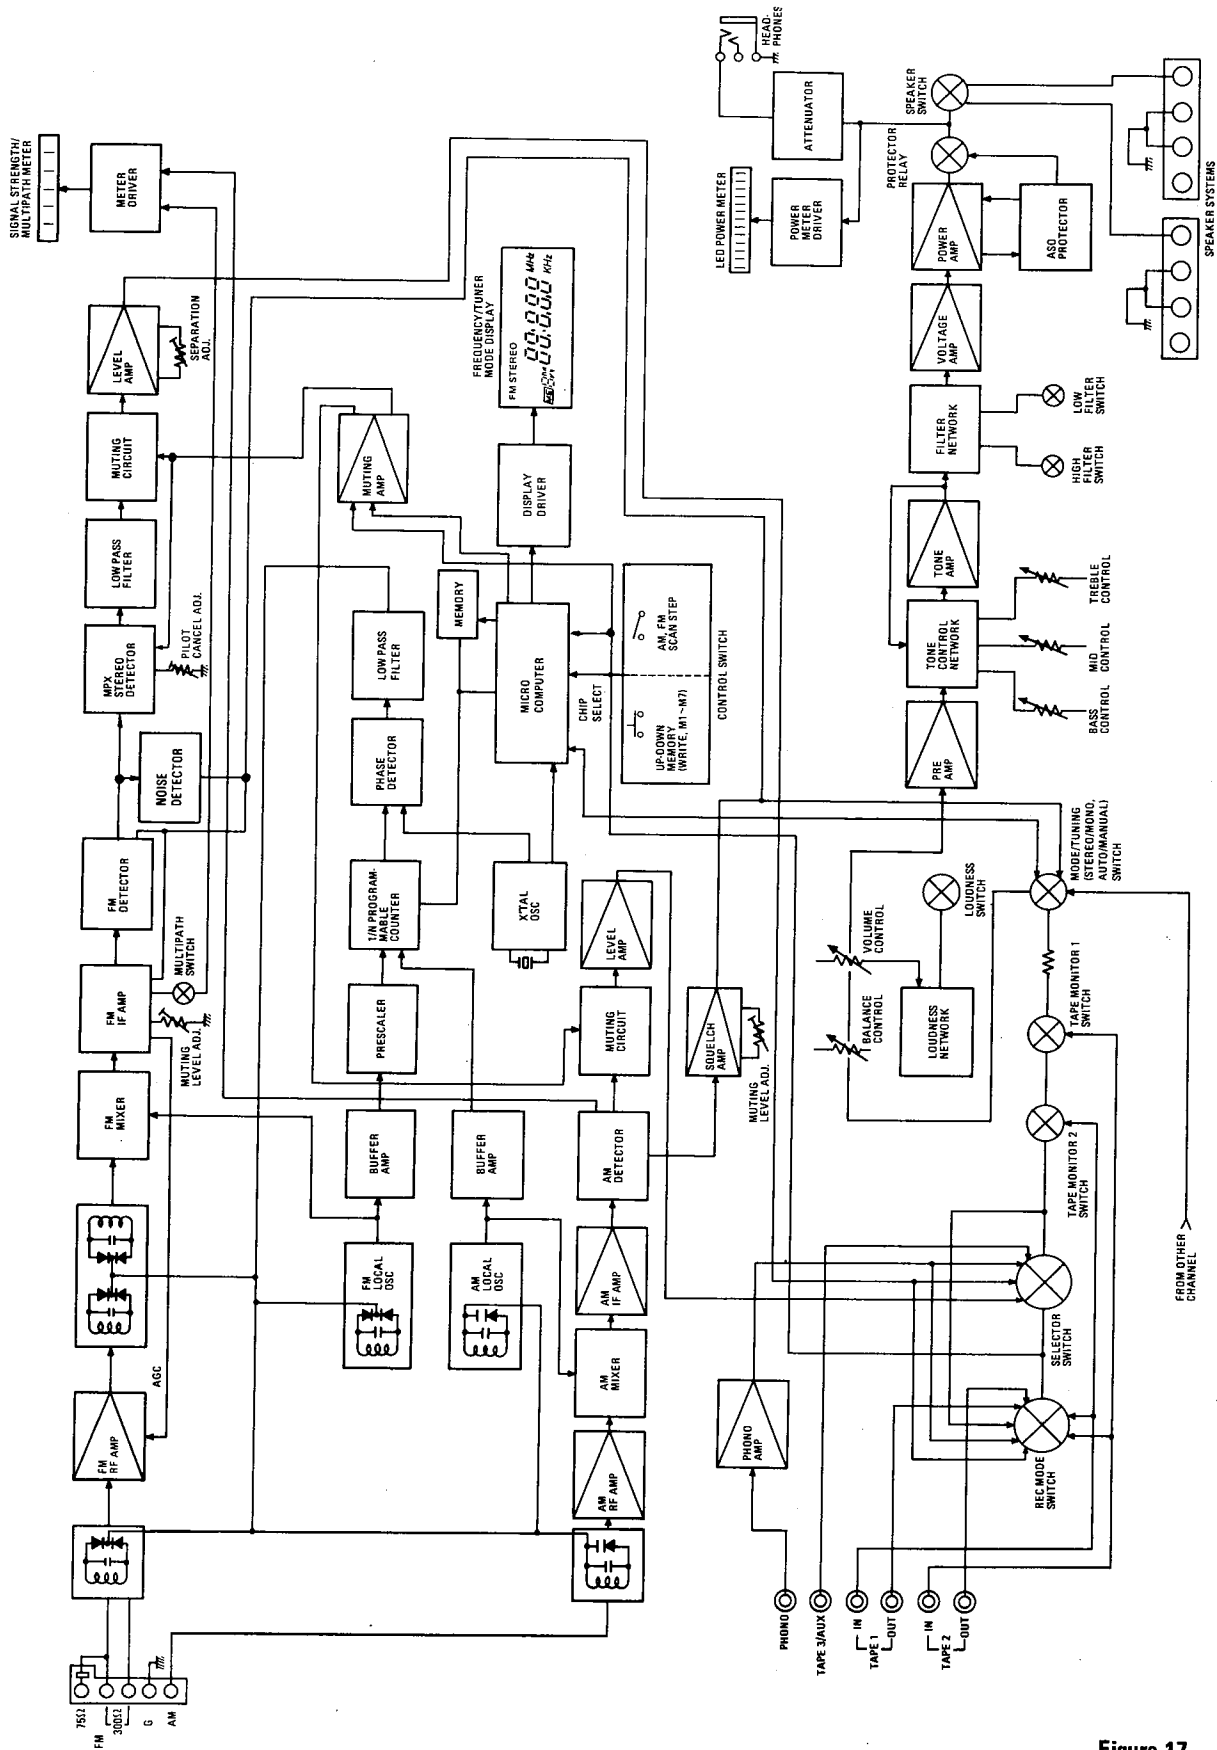 75Ω
FM
300Ω
G
AM
FM
RF AMP
AGC
FM
MIXER
FM
IF AMP
MUTING
LEVEL ADJ.
MULTIPATH
SWITCH
FM
DETECTOR
NOISE
DETECTOR
MPX
STEREO
DETECTOR
PILOT
CANCEL ADJ.
LOW PASS
FILTER
MUTING
CIRCUIT
LEVEL
AMP
SEPARATION
ADJ.
METER
DRIVER
SIGNAL STRENGTH/
MULTIPATH METER
FM
LOCAL
OSC
BUFFER
AMP
PRESCALER
1/N PROGRAM-
MABLE
COUNTER
PHASE
DETECTOR
LOW PASS
FILTER
MUTING
AMP
AM
LOCAL
OSC
BUFFER
AMP
X'TAL
OSC
MICRO
COMPUTER
MEMORY
DISPLAY
DRIVER
FREQUENCY/TUNER
MODE DISPLAY
FM STEREO
00.000 MHz
00.0.0.0 KHz
CHIP
SELECT
UP-DOWN
MEMORY
(WRITE, M1~M7)
AM, FM
SCAN STEP
CONTROL SWITCH
AM
RF AMP
AM
MIXER
AM
IF AMP
AM
DETECTOR
MUTING
CIRCUIT
LEVEL
AMP
SQUELCH
AMP
MUTING
LEVEL ADJ.
PHONO
TAPE 3/AUX
IN
TAPE 1
OUT
IN
TAPE 2
OUT
PHONO
AMP
REC MODE
SWITCH
SELECTOR
SWITCH
TAPE MONITOR 2
SWITCH
TAPE MONITOR 1
SWITCH
MODE/TUNING
(STEREO/MONO,
AUTO/MANUAL)
SWITCH
FROM OTHER
CHANNEL
BALANCE
CONTROL
VOLUME
CONTROL
LOUDNESS
NETWORK
LOUDNESS
SWITCH
PRE
AMP
TONE
CONTROL
NETWORK
BASS
CONTROL
MID
CONTROL
TREBLE
CONTROL
TONE
AMP
FILTER
NETWORK
HIGH
FILTER
SWITCH
LOW
FILTER
SWITCH
VOLTAGE
AMP
POWER
AMP
ASO
PROTECTOR
PROTECTOR
RELAY
SPEAKER
SWITCH
LED POWER METER
POWER
METER
DRIVER
ATTENUATOR
HEAD-
PHONES
SPEAKER SYSTEMS
Figure 17